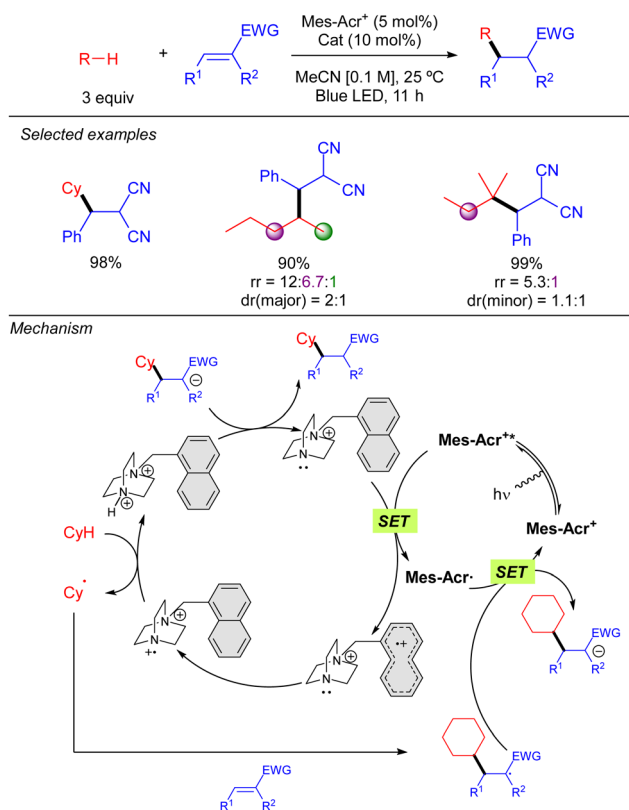 R–H + EWG R¹ R²
3 equiv
Mes-Acr⁺ (5 mol%)
Cat (10 mol%)
MeCN [0.1 M], 25 ºC
Blue LED, 11 h
R EWG
R¹ R²
Selected examples
Cy CN
Ph CN
98%
Ph CN
CN
90%
rr = 12:6.7:1
dr(major) = 2:1
CN
CN
Ph
99%
rr = 5.3:1
dr(minor) = 1.1:1
Mechanism
Cy EWG
R¹ ⊖ R²
Cy EWG
R¹ R²
N ⊕
N ⊕
H
N ⊕
N ··
Mes-Acr⁺*
hν
Mes-Acr⁺
SET
Mes-Acr·
SET
CyH
Cy·
N ⊕
N +·
N ⊕
N ··
·+
EWG
R¹ ⊖ R²
EWG
R¹ · R²
EWG
R¹ R²